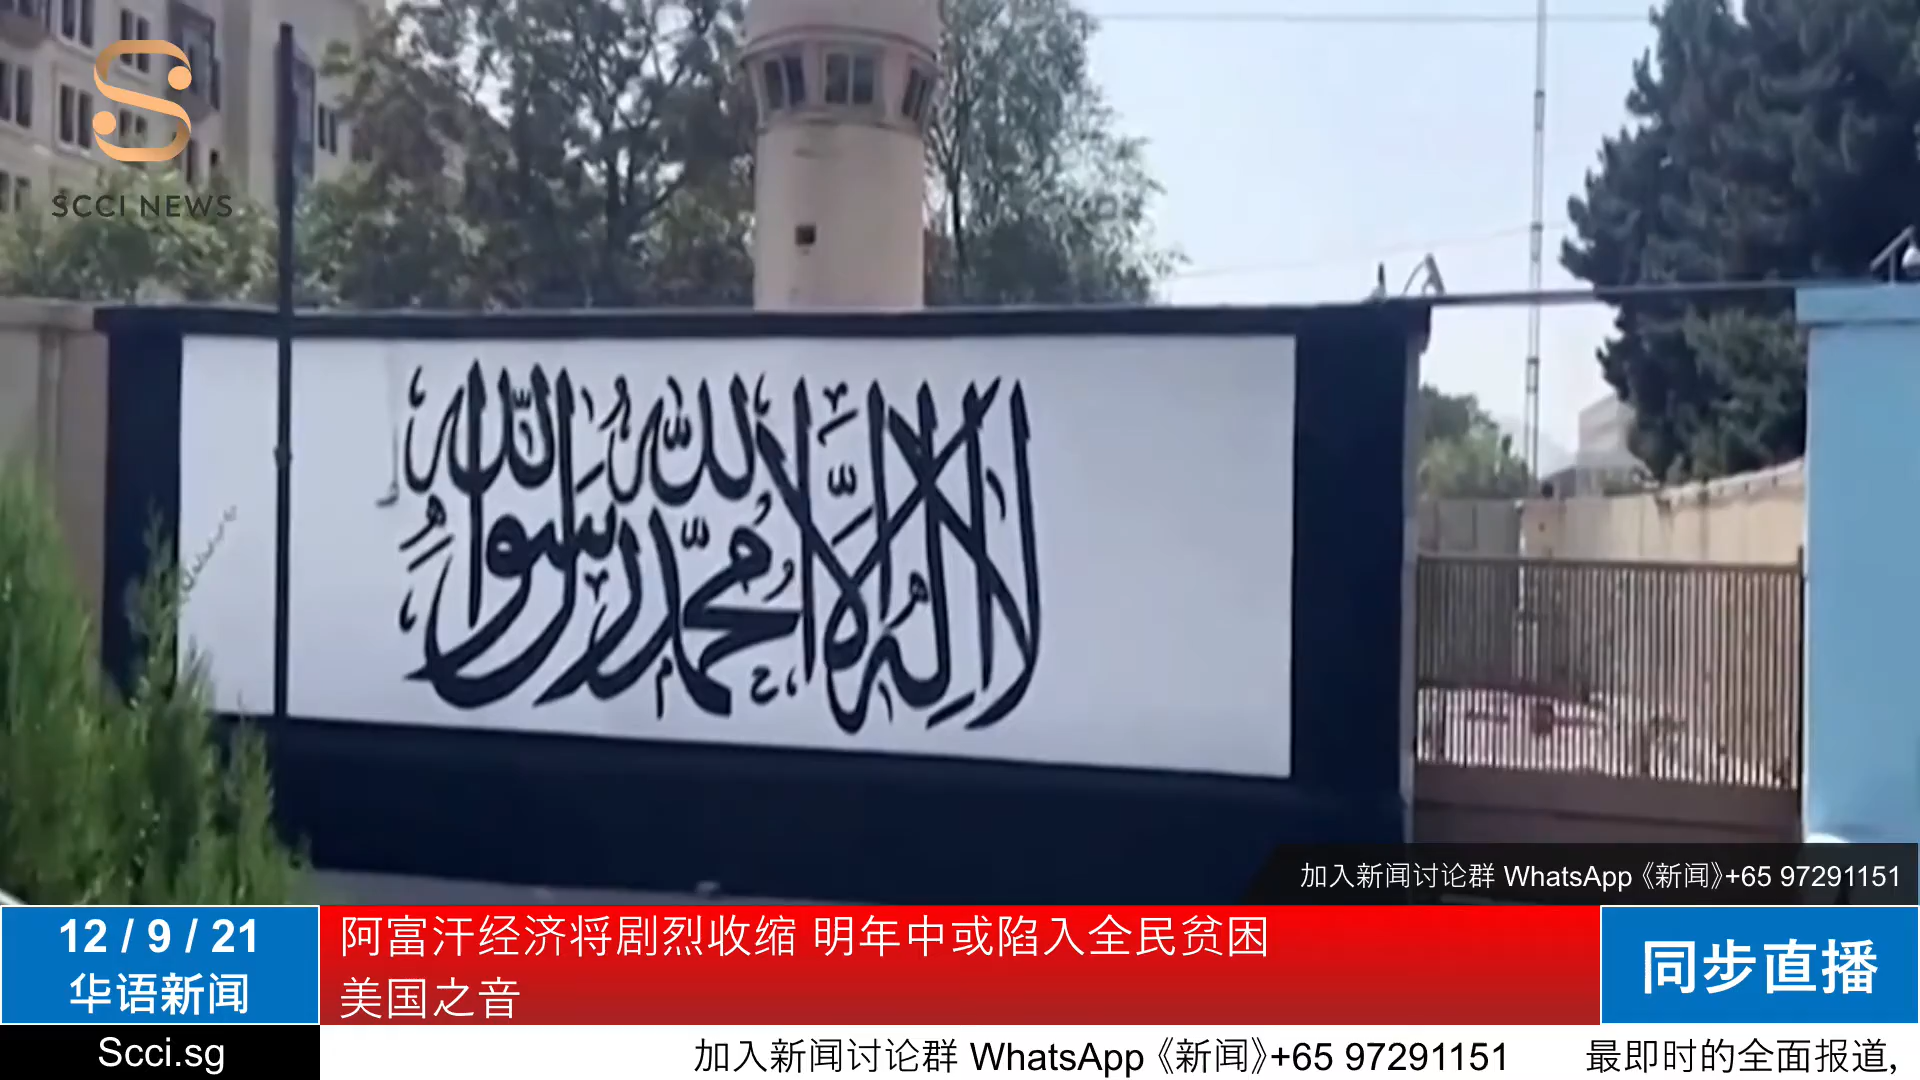 SCCI NEWS
لا إله إلا الله محمد رسول الله
加入新闻讨论群 WhatsApp《新闻》+65 97291151
12 / 9 / 21
华语新闻
阿富汗经济将剧烈收缩 明年中或陷入全民贫困
美国之音
同步直播
Scci.sg
加入新闻讨论群 WhatsApp《新闻》+65 97291151
最即时的全面报道,